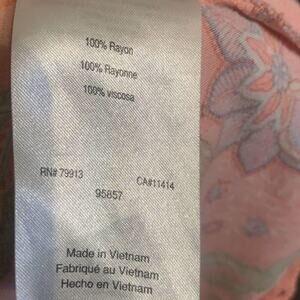 100% Rayon
100% Rayonne
100% viscosa
RN# 79913 CA#11414
95857
Made in Vietnam
Fabriqué au Vietnam
Hecho en Vietnam